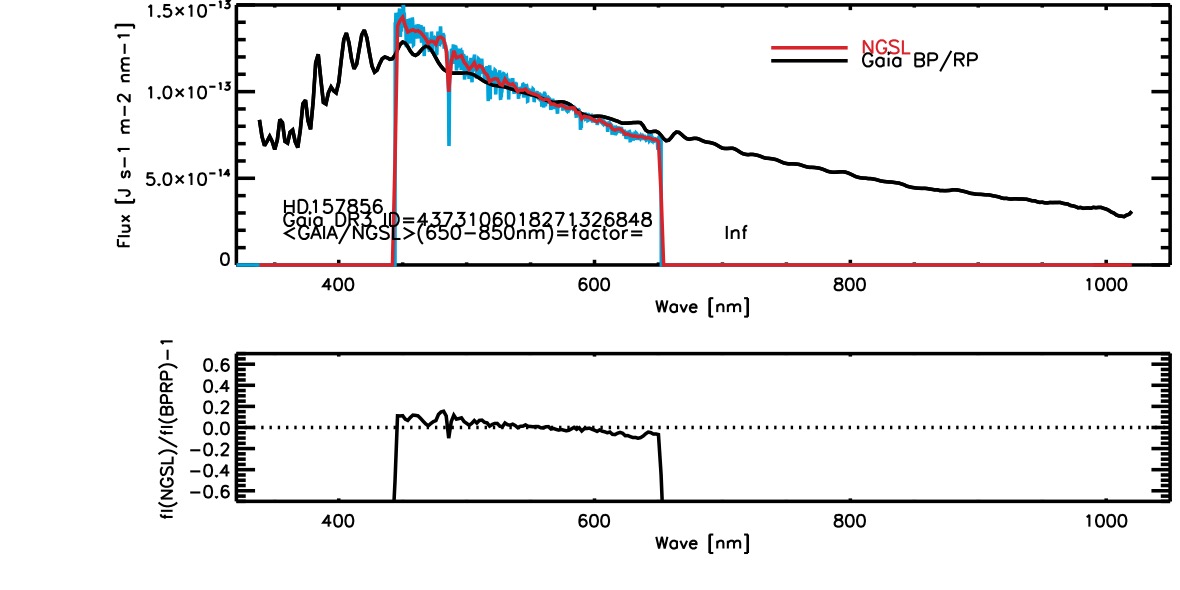 1.5×10−13
1.0×10−13
5.0×10−14
0
Flux [J s−1 m−2 nm−1]
NGSL
Gaia BP/RP
HD157856
Gaia DR3 ID=4373106018271326848
<GAIA/NGSL>(650−850nm)=factor= Inf
400 600 800 1000
Wave [nm]
fl(NGSL)/fl(BPRP)−1
0.6
0.4
0.2
0.0
−0.2
−0.4
−0.6
400 600 800 1000
Wave [nm]